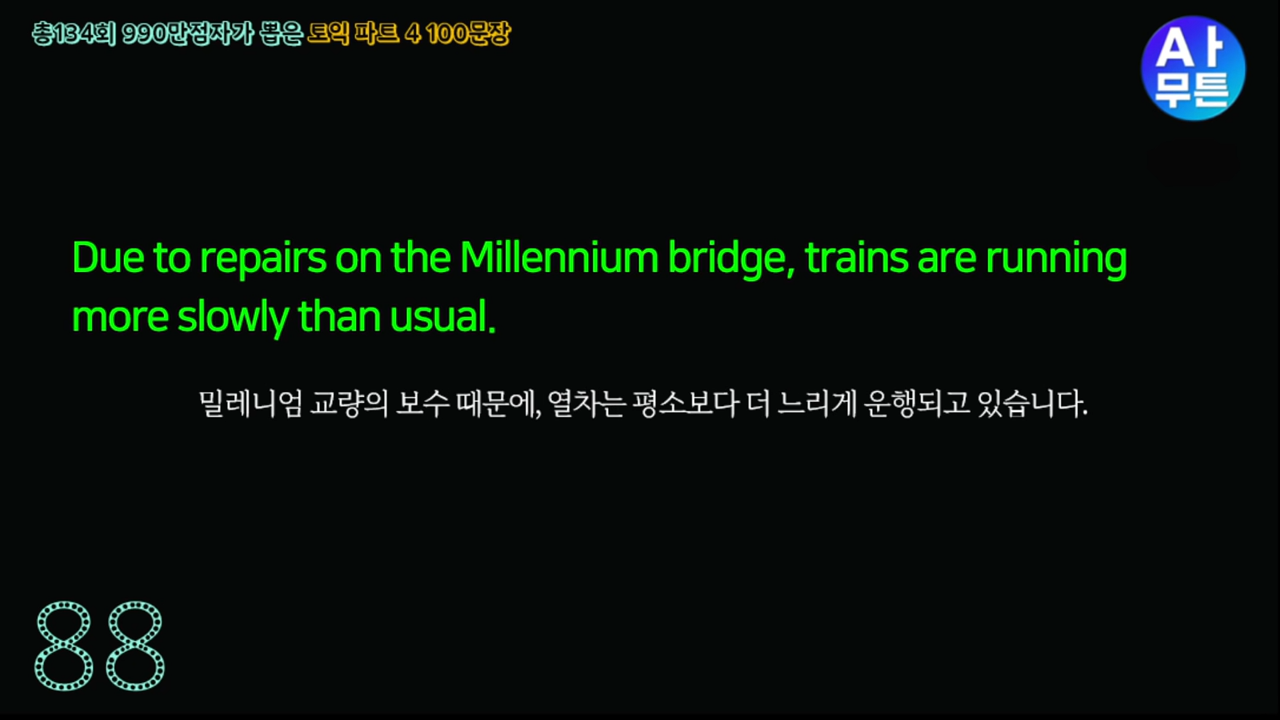 총134회 990만점자가 뽑은 토익 파트 4 100문장
A아
무튼
Due to repairs on the Millennium bridge, trains are running
more slowly than usual.
밀레니엄 교량의 보수 때문에, 열차는 평소보다 더 느리게 운행되고 있습니다.
88